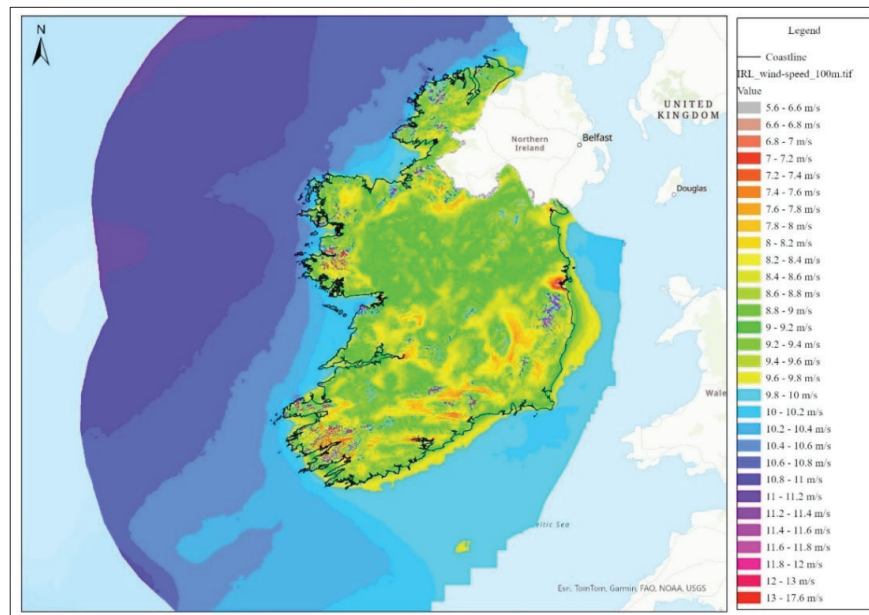 N
UNITED
KINGDOM
Northern
Ireland
Belfast
Douglas
Wale
ltic Sea
Esri, TomTom, Garmin, FAO, NOAA, USGS
Legend
Coastline
IRL_wind-speed_100m.tif
Value
5.6 - 6.6 m/s
6.6 - 6.8 m/s
6.8 - 7 m/s
7 - 7.2 m/s
7.2 - 7.4 m/s
7.4 - 7.6 m/s
7.6 - 7.8 m/s
7.8 - 8 m/s
8 - 8.2 m/s
8.2 - 8.4 m/s
8.4 - 8.6 m/s
8.6 - 8.8 m/s
8.8 - 9 m/s
9 - 9.2 m/s
9.2 - 9.4 m/s
9.4 - 9.6 m/s
9.6 - 9.8 m/s
9.8 - 10 m/s
10 - 10.2 m/s
10.2 - 10.4 m/s
10.4 - 10.6 m/s
10.6 - 10.8 m/s
10.8 - 11 m/s
11 - 11.2 m/s
11.2 - 11.4 m/s
11.4 - 11.6 m/s
11.6 - 11.8 m/s
11.8 - 12 m/s
12 - 13 m/s
13 - 17.6 m/s